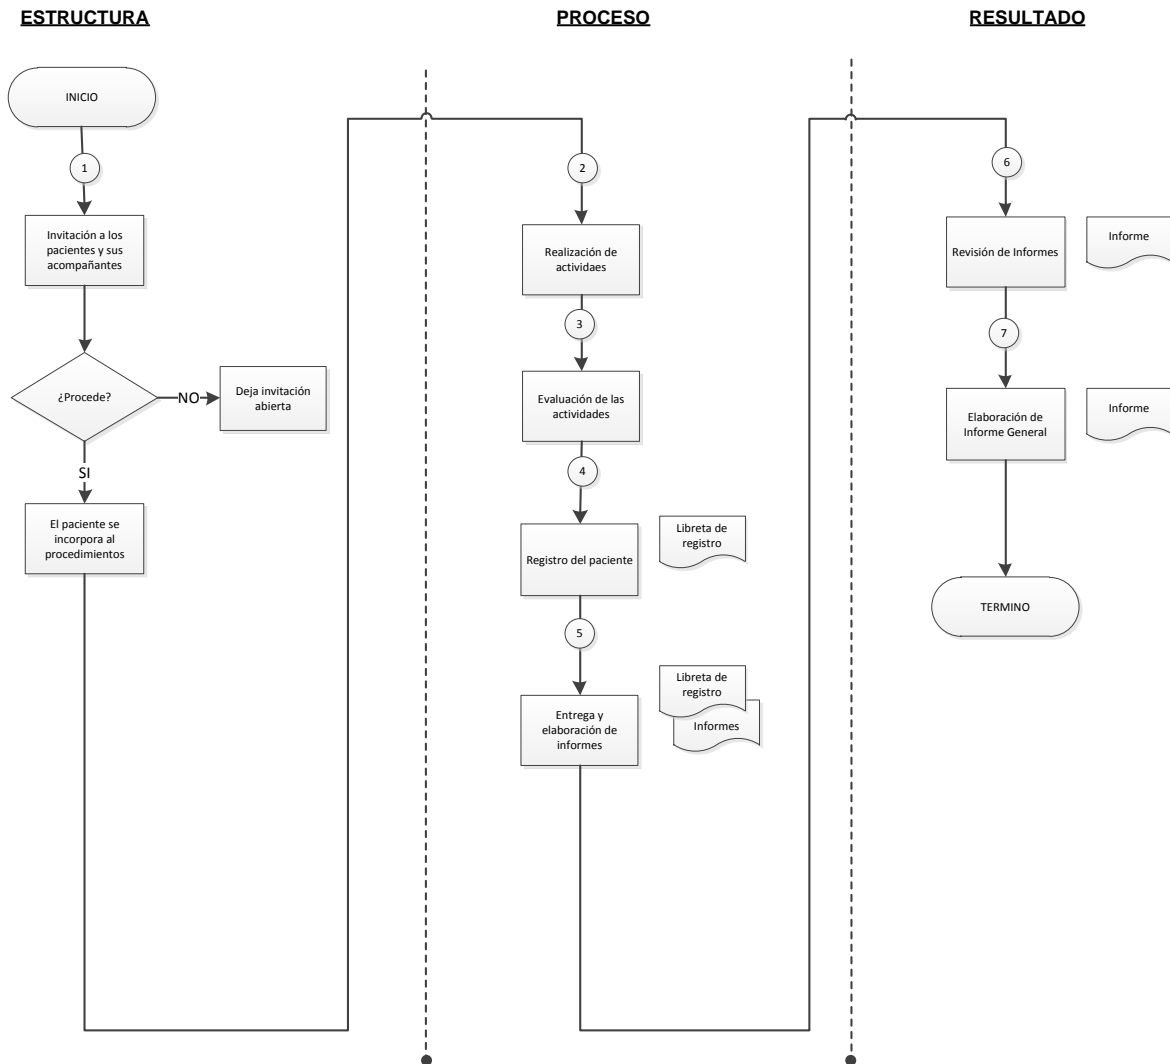 ESTRUCTURA
INICIO
1
Invitación a los
pacientes y sus
acompañantes
¿Procede?
NO
Deja invitación
abierta
SI
El paciente se
incorpora al
procedimientos
PROCESO
2
Realización de
actividaes
3
Evaluación de las
actividades
4
Registro del paciente
Libreta de
registro
5
Entrega y
elaboración de
informes
Libreta de
registro
Informes
RESULTADO
6
Revisión de Informes
Informe
7
Elaboración de
Informe General
Informe
TERMINO